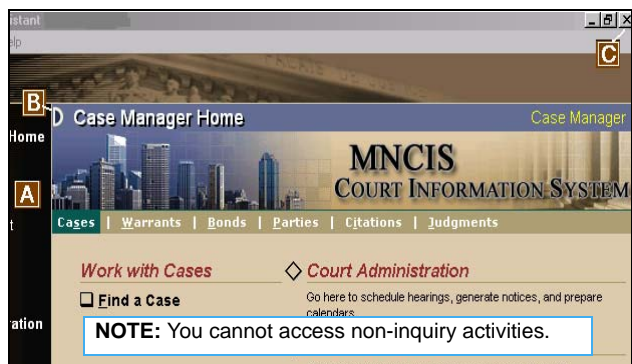 istant
elp
C
B
Case Manager Home Case Manager
Home
MNCIS
COURT INFORMATION SYSTEM
A
t
Cases | Warrants | Bonds | Parties | Citations | Judgments
Work with Cases Court Administration
Find a Case Go here to schedule hearings, generate notices, and prepare
calendars
ration
NOTE: You cannot access non-inquiry activities.